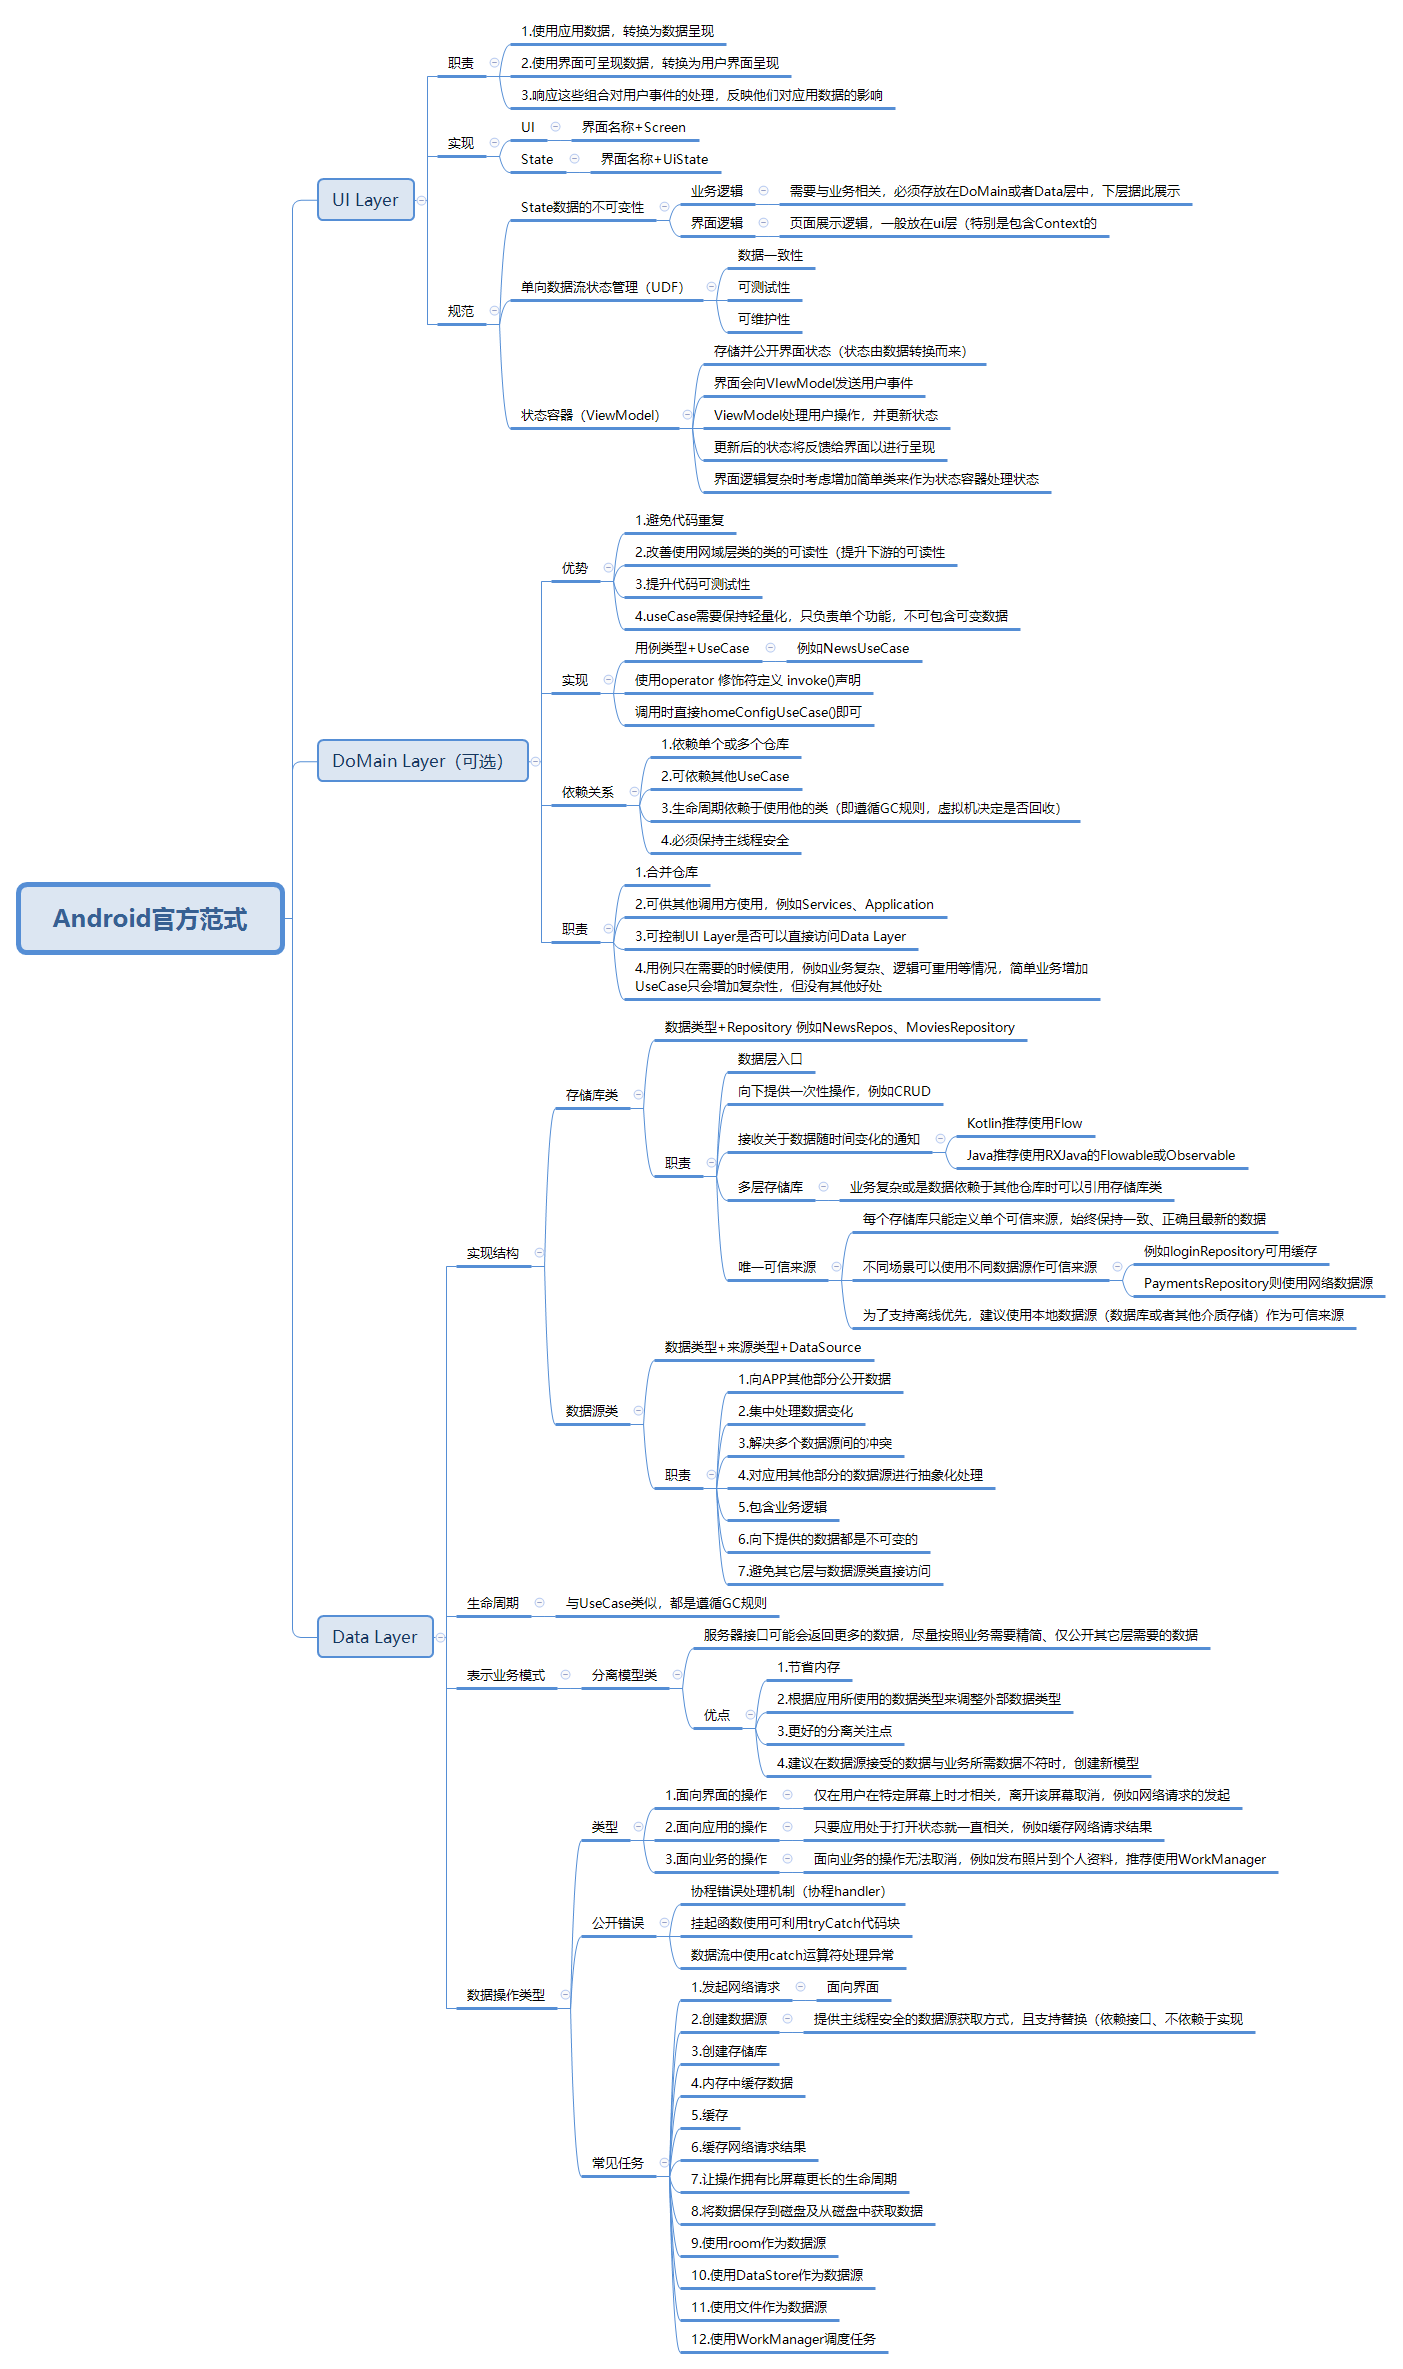 Android官方范式
UI Layer
职责
1.使用应用数据，转换为数据呈现
2.使用界面可呈现数据，转换为用户界面呈现
3.响应这些组合对用户事件的处理，反映他们对应用数据的影响
实现
UI
界面名称+Screen
State
界面名称+UiState
规范
State数据的不可变性
业务逻辑
需要与业务相关，必须存放在DoMain或者Data层中，下层据此展示
界面逻辑
页面展示逻辑，一般放在ui层（特别是包含Context的
单向数据流状态管理（UDF）
数据一致性
可测试性
可维护性
状态容器（ViewModel）
存储并公开界面状态（状态由数据转换而来）
界面会向VIewModel发送用户事件
ViewModel处理用户操作，并更新状态
更新后的状态将反馈给界面以进行呈现
界面逻辑复杂时考虑增加简单类来作为状态容器处理状态
DoMain Layer（可选）
优势
1.避免代码重复
2.改善使用网域层类的类的可读性（提升下游的可读性
3.提升代码可测试性
4.useCase需要保持轻量化，只负责单个功能，不可包含可变数据
实现
用例类型+UseCase
例如NewsUseCase
使用operator 修饰符定义 invoke()声明
调用时直接homeConfigUseCase()即可
依赖关系
1.依赖单个或多个仓库
2.可依赖其他UseCase
3.生命周期依赖于使用他的类（即遵循GC规则，虚拟机决定是否回收）
4.必须保持主线程安全
职责
1.合并仓库
2.可供其他调用方使用，例如Services、Application
3.可控制UI Layer是否可以直接访问Data Layer
4.用例只在需要的时候使用，例如业务复杂、逻辑可重用等情况，简单业务增加
UseCase只会增加复杂性，但没有其他好处
Data Layer
实现结构
存储库类
数据类型+Repository 例如NewsRepos、MoviesRepository
职责
数据层入口
向下提供一次性操作，例如CRUD
接收关于数据随时间变化的通知
Kotlin推荐使用Flow
Java推荐使用RXJava的Flowable或Observable
多层存储库
业务复杂或是数据依赖于其他仓库时可以引用存储库类
唯一可信来源
每个存储库只能定义单个可信来源，始终保持一致、正确且最新的数据
不同场景可以使用不同数据源作可信来源
例如loginRepository可用缓存
PaymentsRepository则使用网络数据源
为了支持离线优先，建议使用本地数据源（数据库或者其他介质存储）作为可信来源
数据源类
数据类型+来源类型+DataSource
职责
1.向APP其他部分公开数据
2.集中处理数据变化
3.解决多个数据源间的冲突
4.对应用其他部分的数据源进行抽象化处理
5.包含业务逻辑
6.向下提供的数据都是不可变的
7.避免其它层与数据源类直接访问
生命周期
与UseCase类似，都是遵循GC规则
表示业务模式
分离模型类
服务器接口可能会返回更多的数据，尽量按照业务需要精简、仅公开其它层需要的数据
优点
1.节省内存
2.根据应用所使用的数据类型来调整外部数据类型
3.更好的分离关注点
4.建议在数据源接受的数据与业务所需数据不符时，创建新模型
数据操作类型
类型
1.面向界面的操作
仅在用户在特定屏幕上时才相关，离开该屏幕取消，例如网络请求的发起
2.面向应用的操作
只要应用处于打开状态就一直相关，例如缓存网络请求结果
3.面向业务的操作
面向业务的操作无法取消，例如发布照片到个人资料，推荐使用WorkManager
公开错误
协程错误处理机制（协程handler）
挂起函数使用可利用tryCatch代码块
数据流中使用catch运算符处理异常
常见任务
1.发起网络请求
面向界面
2.创建数据源
提供主线程安全的数据源获取方式，且支持替换（依赖接口、不依赖于实现
3.创建存储库
4.内存中缓存数据
5.缓存
6.缓存网络请求结果
7.让操作拥有比屏幕更长的生命周期
8.将数据保存到磁盘及从磁盘中获取数据
9.使用room作为数据源
10.使用DataStore作为数据源
11.使用文件作为数据源
12.使用WorkManager调度任务